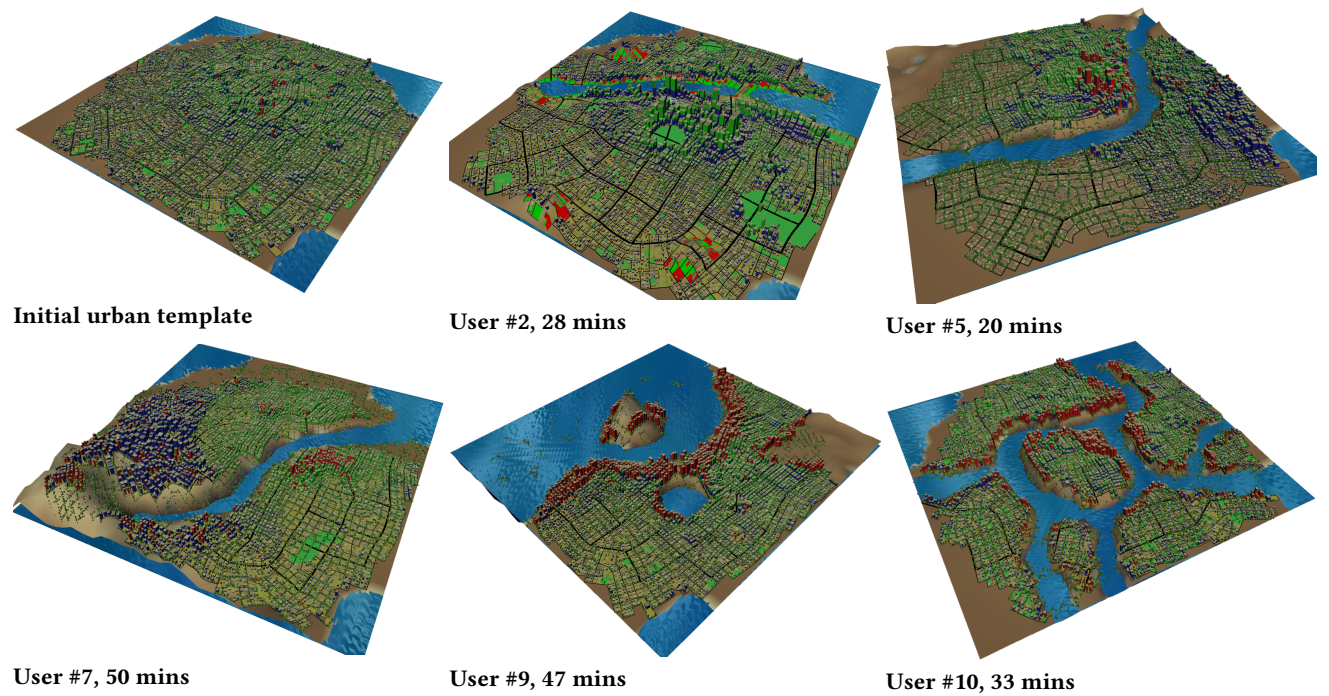 Initial urban template
User #2, 28 mins
User #5, 20 mins
User #7, 50 mins
User #9, 47 mins
User #10, 33 mins